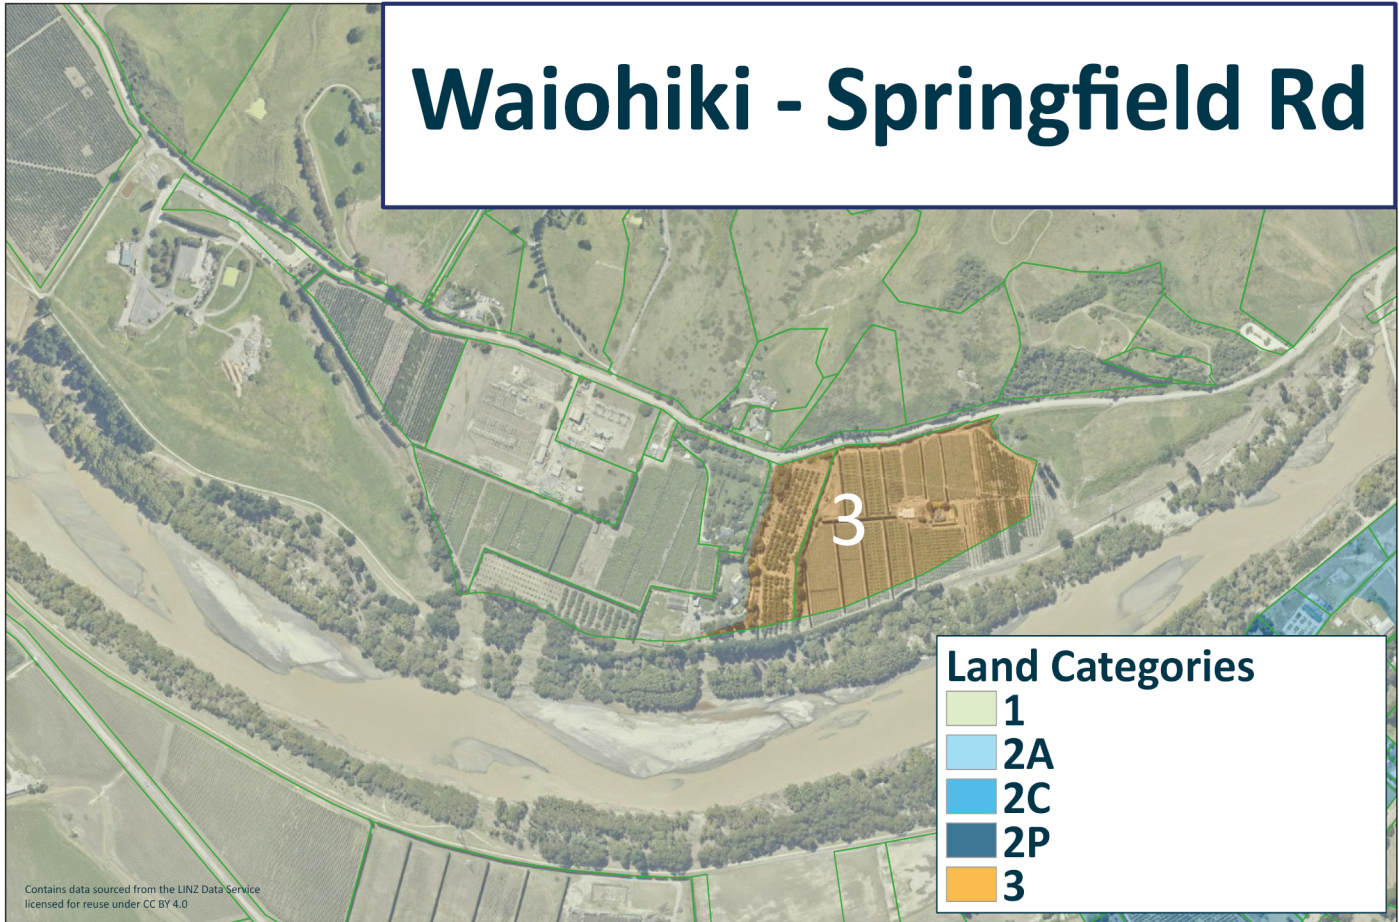 Waiohiki - Springfield Rd
3
Land Categories
1
2A
2C
2P
3
Contains data sourced from the LINZ Data Service
licensed for reuse under CC BY 4.0